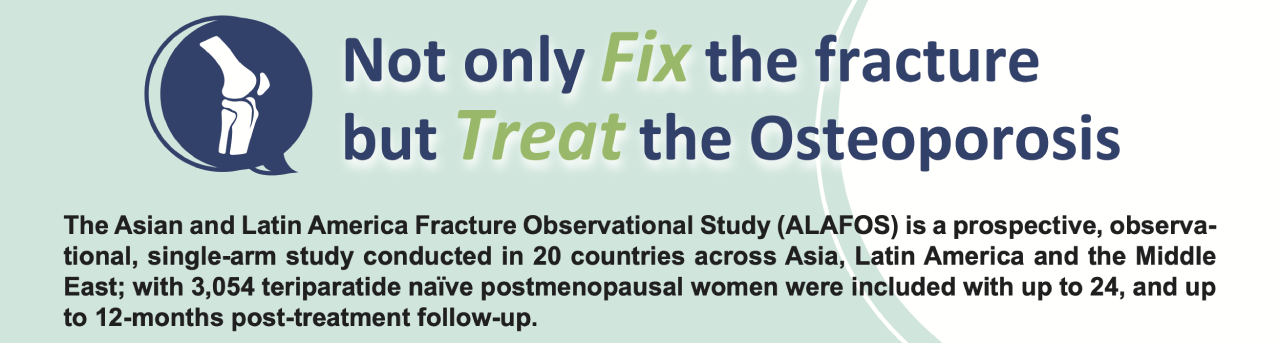 Not only Fix the fracture
but Treat the Osteoporosis
The Asian and Latin America Fracture Observational Study (ALAFOS) is a prospective, observa-
tional, single-arm study conducted in 20 countries across Asia, Latin America and the Middle
East; with 3,054 teriparatide naïve postmenopausal women were included with up to 24, and up
to 12-months post-treatment follow-up.